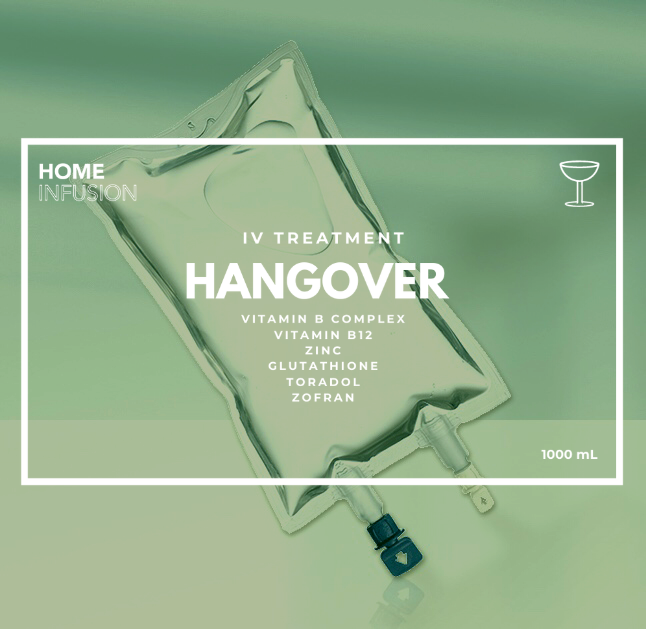 HOME
INFUSION
IV TREATMENT
HANGOVER
VITAMIN B COMPLEX
VITAMIN B12
ZINC
GLUTATHIONE
TORADOL
ZOFRAN
1000 mL